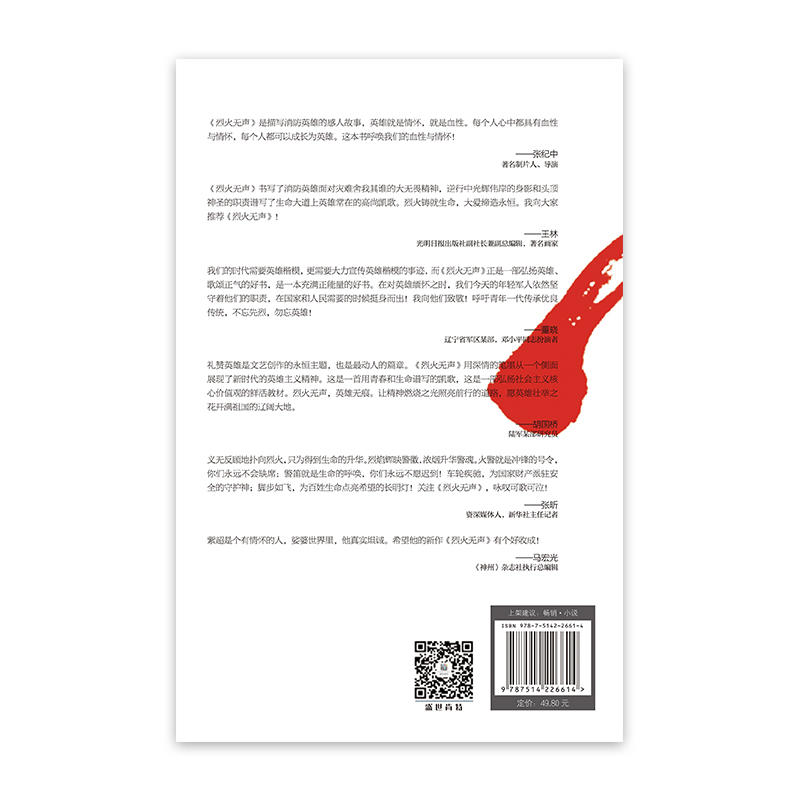 《烈火无声》是描写消防英雄的感人故事，英雄就是情怀，就是血性。每个人心中都具有血性
与情怀，每个人都可以成长为英雄。这本书呼唤我们的血性与情怀！
——张纪中
著名制片人、导演
《烈火无声》书写了消防英雄面对灾难舍我其谁的大无畏精神，逆行中光辉伟岸的身影和头顶
神圣的职责谱写了生命大道上英雄常在的高尚凯歌。烈火铸就生命，大爱缔造永恒。我向大家
推荐《烈火无声》！
——王林
光明日报出版社副社长兼副总编辑，著名画家
我们的时代需要英雄楷模，更需要大力宣传英雄楷模的事迹，而《烈火无声》正是一部弘扬英雄、
歌颂正气的好书，是一本充满正能量的好书。在对英雄缅怀之时，我们今天的年轻军人依然坚
守着他们的职责，在国家和人民需要的时候挺身而出！我向他们致敬！呼吁青年一代传承优良
传统，不忘先烈，勿忘英雄！
——董晓
辽宁省军区某部，邓小平同志扮演者
礼赞英雄是文艺创作的永恒主题，也是最动人的篇章。《烈火无声》用深情的笔墨从一个侧面
展现了新时代的英雄主义精神。这是一首用青春和生命谱写的凯歌，这是一部弘扬社会主义核
心价值观的鲜活教材。烈火无声，英雄无痕。让精神燃烧之光照亮前行的道路，愿英雄壮举之
花开满祖国的辽阔大地。
——胡国桥
陆军某部研究员
义无反顾地扑向烈火，只为得到生命的升华。烈焰辉映警徽，浓烟升华警魂。火警就是冲锋的号令，
你们永远不会缺席；警笛就是生命的呼唤，你们永远不愿迟到！车轮疾驰，为国家财产派驻安
全的守护神；脚步如飞，为百姓生命点亮希望的长明灯！关注《烈火无声》，咏叹可歌可泣！
——张昕
资深媒体人，新华社主任记者
紫超是个有情怀的人，娑婆世界里，他真实坦诚。希望他的新作《烈火无声》有个好收成！
——马宏光
《神州》杂志社执行总编辑
上架建议：畅销·小说
ISBN 978-7-5142-2661-4
9 787514 226614 >
定价：49.80 元
盛世肯特